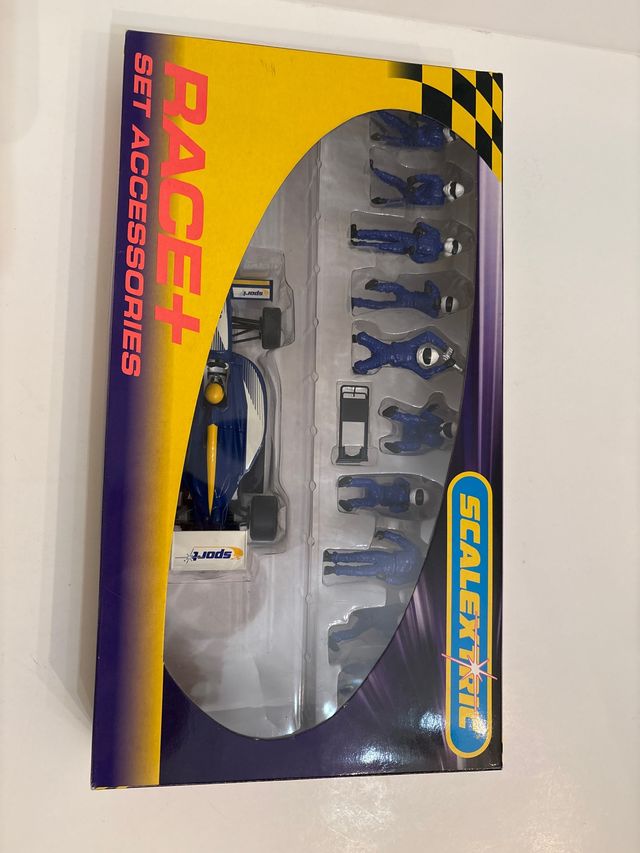 RACE+
SET ACCESSORIES
SCALEXTRIC
sport
sport